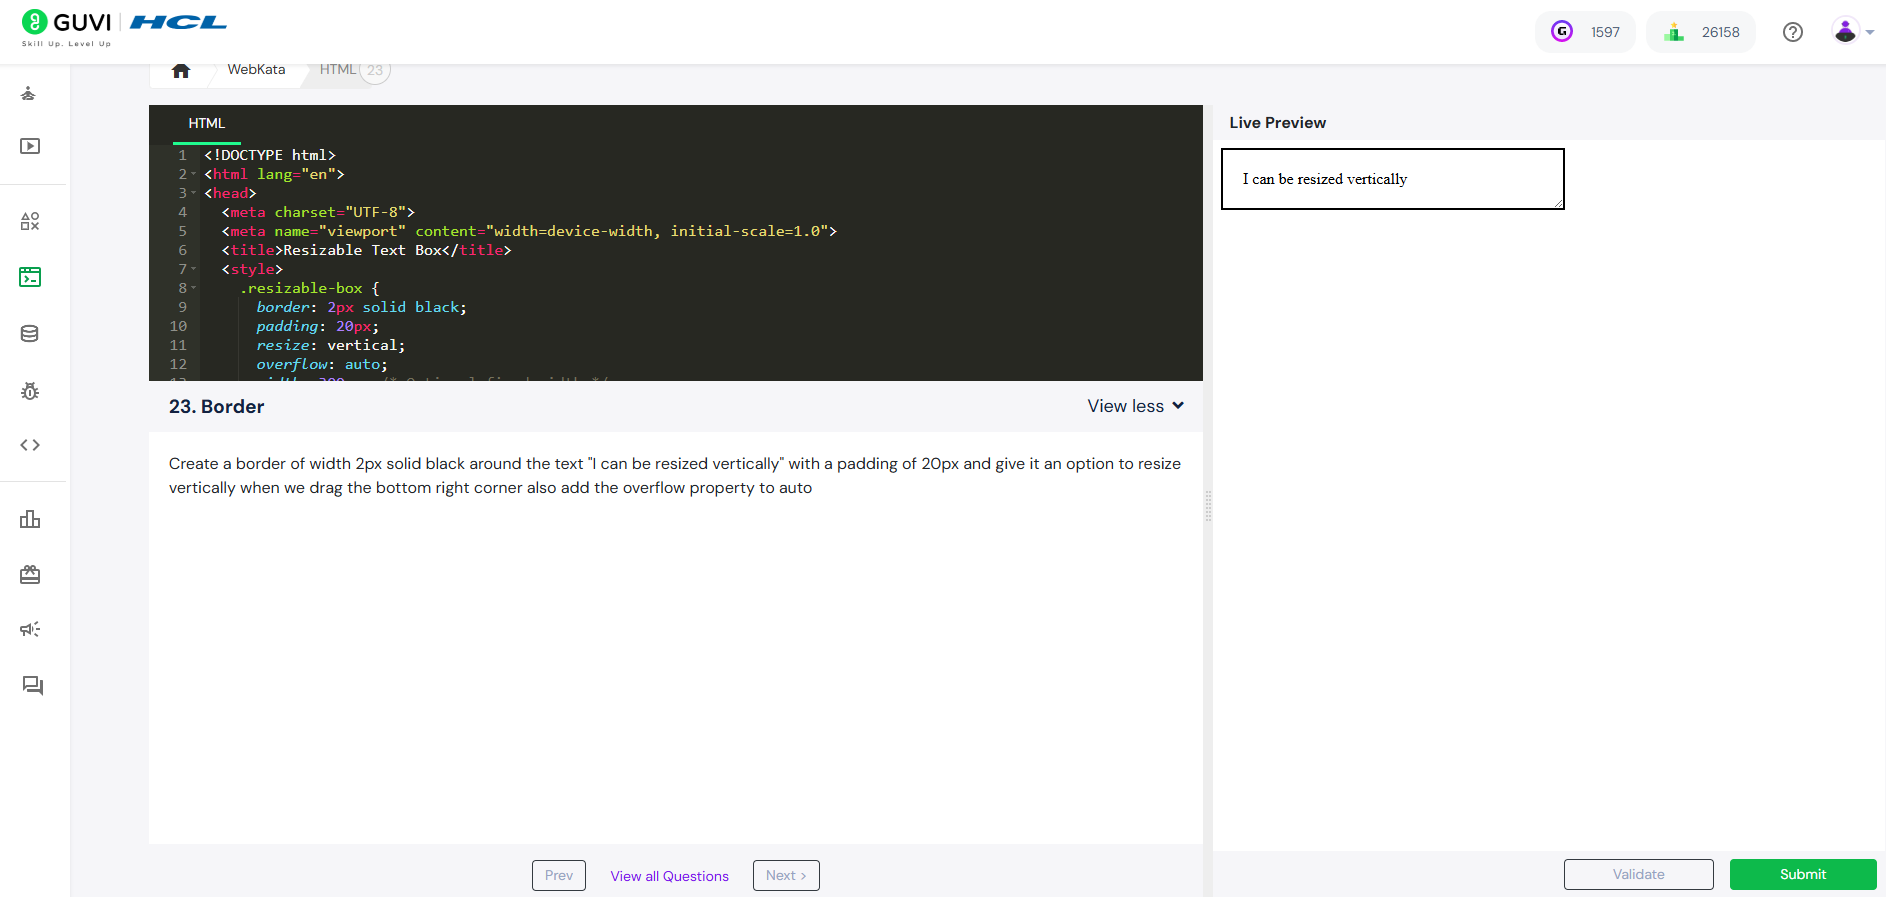 GUVI HCL
Skill Up. Level Up
1597
26158
WebKata
HTML 23
HTML
1 <!DOCTYPE html>
2 <html lang="en">
3 <head>
4 <meta charset="UTF-8">
5 <meta name="viewport" content="width=device-width, initial-scale=1.0">
6 <title>Resizable Text Box</title>
7 <style>
8 .resizable-box {
9 border: 2px solid black;
10 padding: 20px;
11 resize: vertical;
12 overflow: auto;
23. Border
View less
Create a border of width 2px solid black around the text "I can be resized vertically" with a padding of 20px and give it an option to resize
vertically when we drag the bottom right corner also add the overflow property to auto
Prev
View all Questions
Next >
Live Preview
I can be resized vertically
Validate
Submit